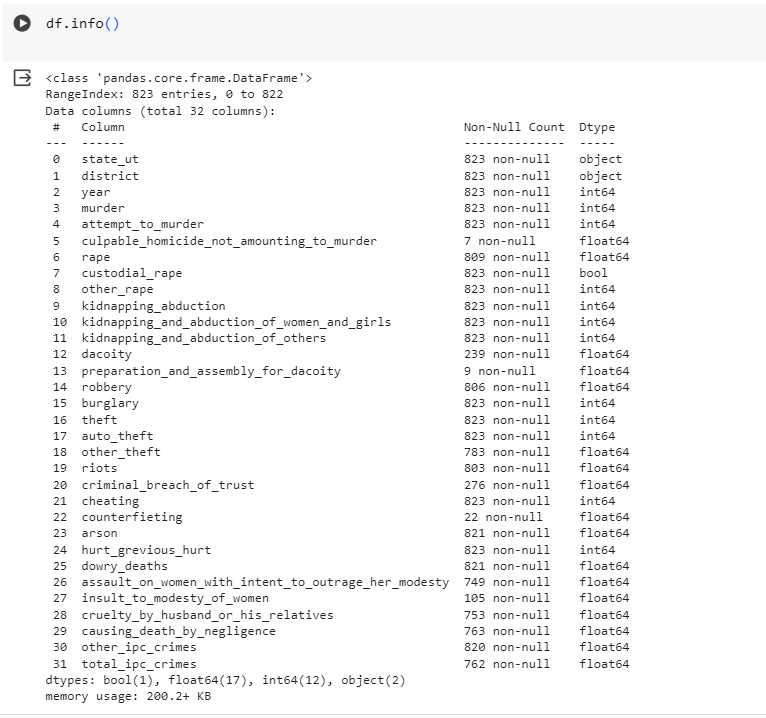 df.info()
<class 'pandas.core.frame.DataFrame'>
RangeIndex: 823 entries, 0 to 822
Data columns (total 32 columns):
 #   Column                                               Non-Null Count  Dtype
---  ------                                               --------------  -----
 0   state_ut                                             823 non-null    object
 1   district                                             823 non-null    object
 2   year                                                 823 non-null    int64
 3   murder                                               823 non-null    int64
 4   attempt_to_murder                                    823 non-null    int64
 5   culpable_homicide_not_amounting_to_murder            7 non-null      float64
 6   rape                                                 809 non-null    float64
 7   custodial_rape                                       823 non-null    bool
 8   other_rape                                           823 non-null    int64
 9   kidnapping_abduction                                 823 non-null    int64
 10  kidnapping_and_abduction_of_women_and_girls          823 non-null    int64
 11  kidnapping_and_abduction_of_others                   823 non-null    int64
 12  dacoity                                              239 non-null    float64
 13  preparation_and_assembly_for_dacoity                 9 non-null      float64
 14  robbery                                              806 non-null    float64
 15  burglary                                             823 non-null    int64
 16  theft                                                823 non-null    int64
 17  auto_theft                                           823 non-null    int64
 18  other_theft                                          783 non-null    float64
 19  riots                                                803 non-null    float64
 20  criminal_breach_of_trust                             276 non-null    float64
 21  cheating                                             823 non-null    int64
 22  counterfieting                                       22 non-null     float64
 23  arson                                                821 non-null    float64
 24  hurt_grevious_hurt                                   823 non-null    int64
 25  dowry_deaths                                         821 non-null    float64
 26  assault_on_women_with_intent_to_outrage_her_modesty  749 non-null    float64
 27  insult_to_modesty_of_women                           105 non-null    float64
 28  cruelty_by_husband_or_his_relatives                  753 non-null    float64
 29  causing_death_by_negligence                          763 non-null    float64
 30  other_ipc_crimes                                     820 non-null    float64
 31  total_ipc_crimes                                     762 non-null    float64
dtypes: bool(1), float64(17), int64(12), object(2)
memory usage: 200.2+ KB